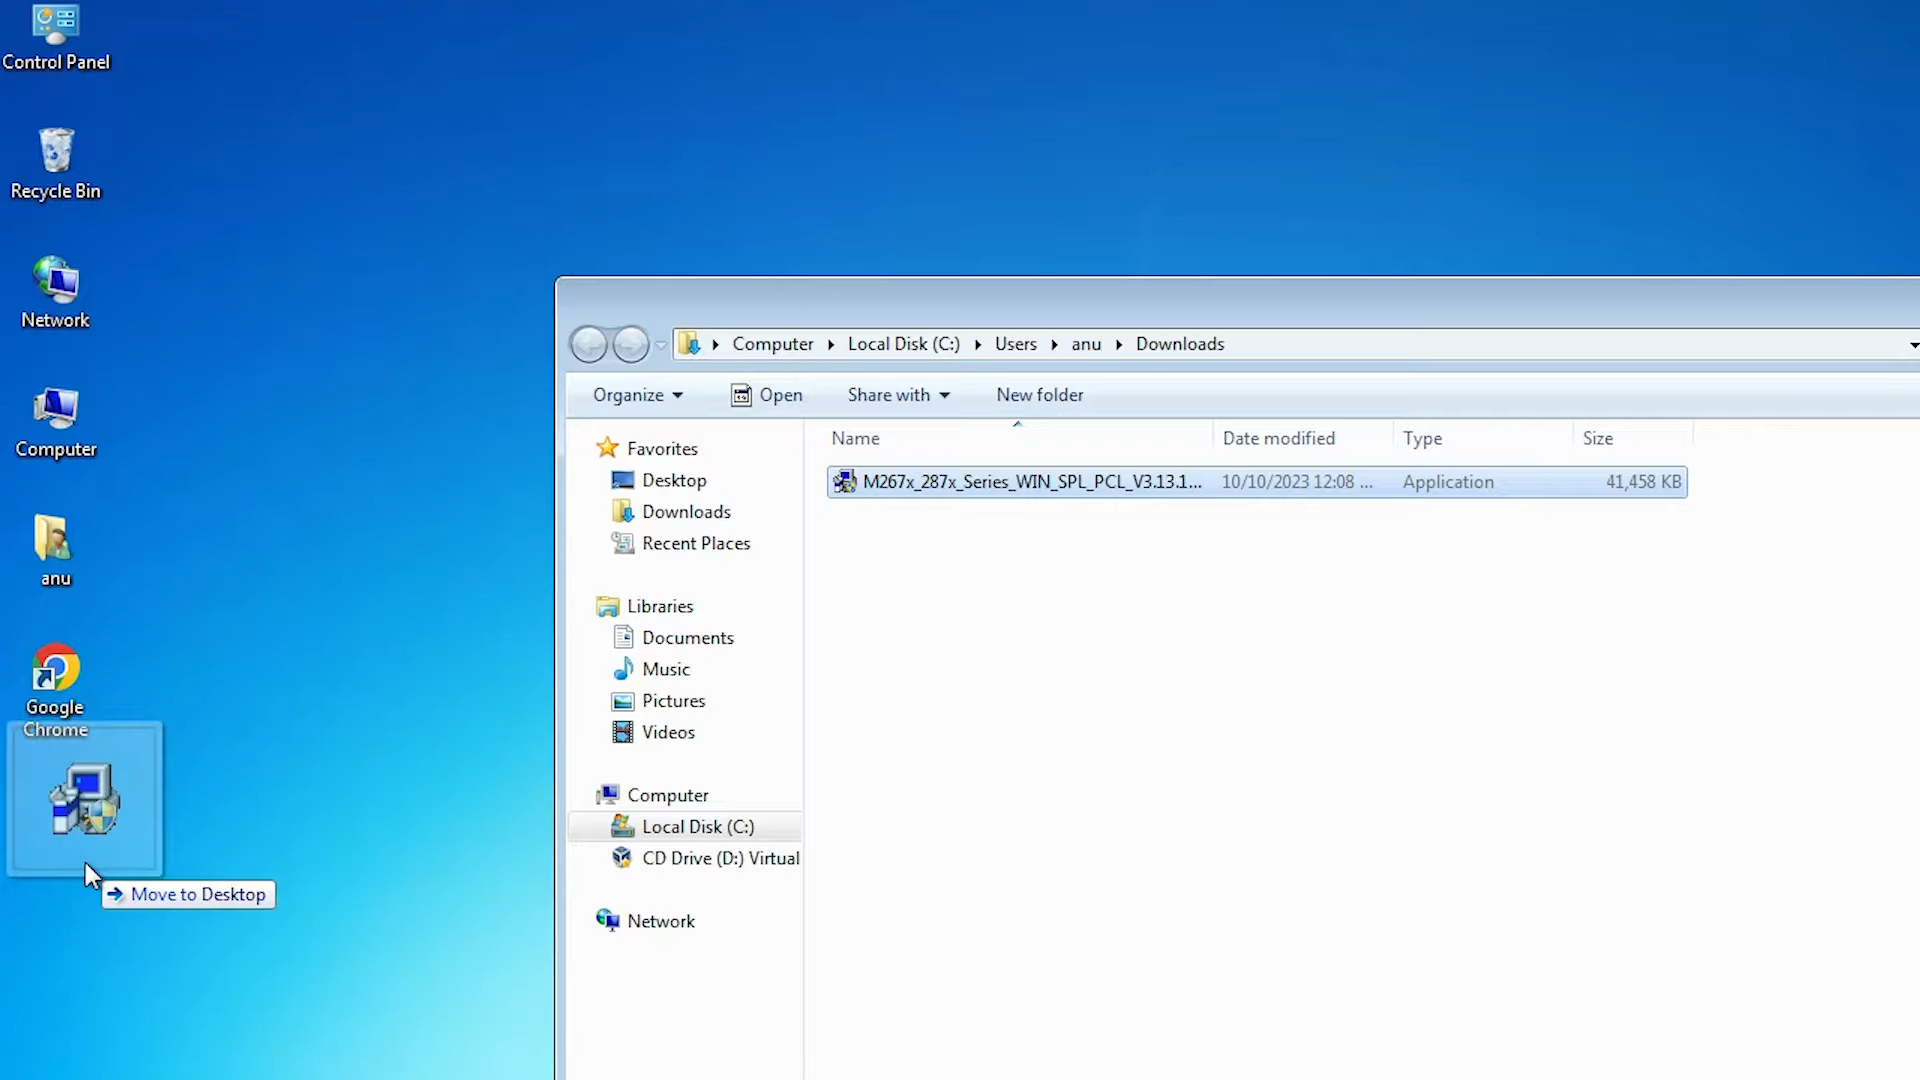 Control Panel
Recycle Bin
Network
Computer
anu
Google
Chrome
Move to Desktop
Computer
Local Disk (C:)
Users
anu
Downloads
Organize
Open
Share with
New folder
Name
Date modified
Type
Size
M267x_287x_Series_WIN_SPL_PCL_V3.13.1...
10/10/2023 12:08 ...
Application
41,458 KB
Favorites
Desktop
Downloads
Recent Places
Libraries
Documents
Music
Pictures
Videos
Computer
Local Disk (C:)
CD Drive (D:) Virtual
Network